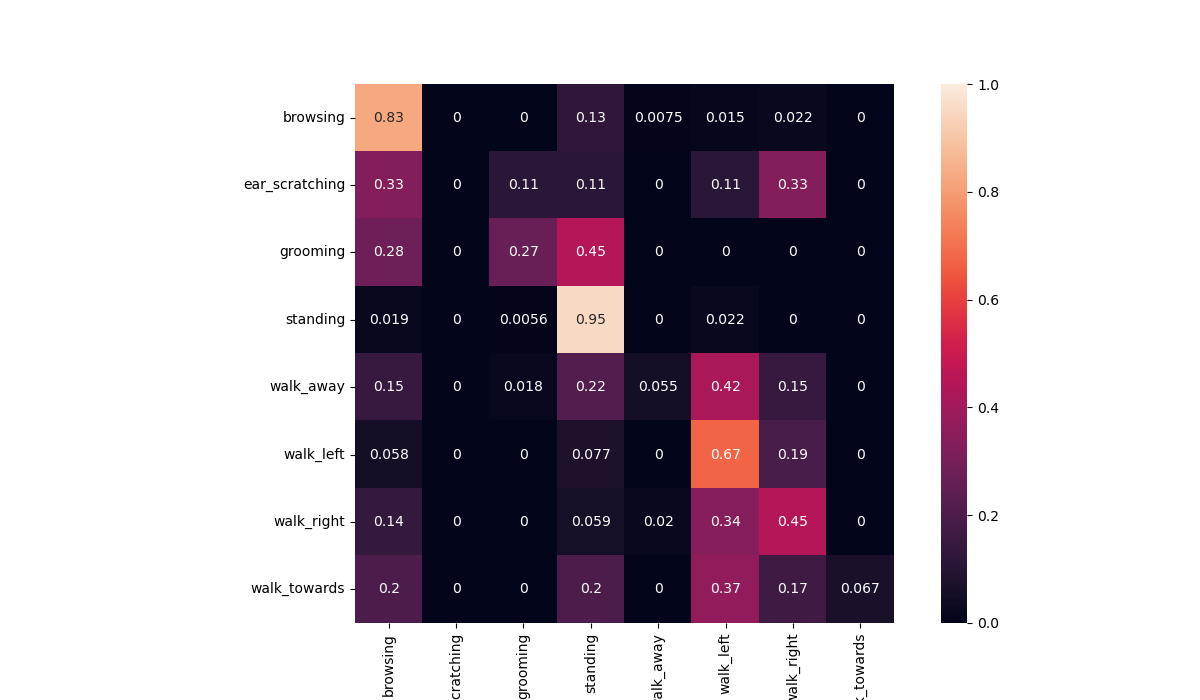 browsing 0.83 0 0 0.13 0.0075 0.015 0.022 0
ear_scratching 0.33 0 0.11 0.11 0 0.11 0.33 0
grooming 0.28 0 0.27 0.45 0 0 0 0
standing 0.019 0 0.0056 0.95 0 0.022 0 0
walk_away 0.15 0 0.018 0.22 0.055 0.42 0.15 0
walk_left 0.058 0 0 0.077 0 0.67 0.19 0
walk_right 0.14 0 0 0.059 0.02 0.34 0.45 0
walk_towards 0.2 0 0 0.2 0 0.37 0.17 0.067
browsing
cratching
grooming
standing
alk_away
walk_left
walk_right
k_towards
1.0
0.8
0.6
0.4
0.2
0.0